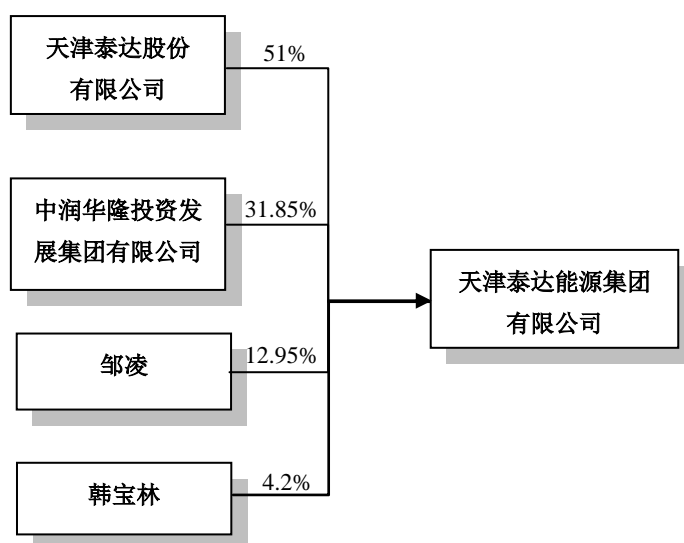 天津泰达股份
有限公司
51%
中润华隆投资发
展集团有限公司
31.85%
天津泰达能源集团
有限公司
邹凌
12.95%
韩宝林
4.2%